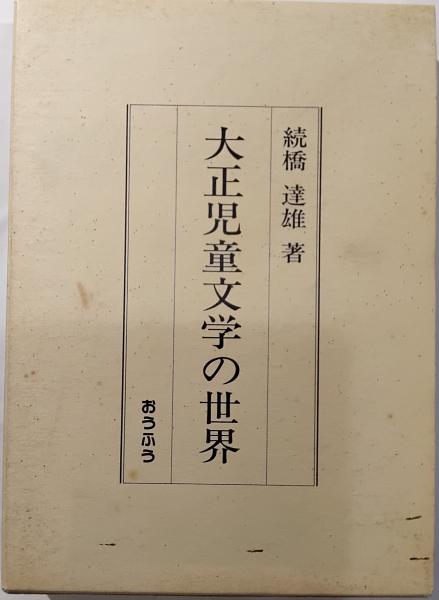 続橋 達雄 著
大正児童文学の世界
おうふう